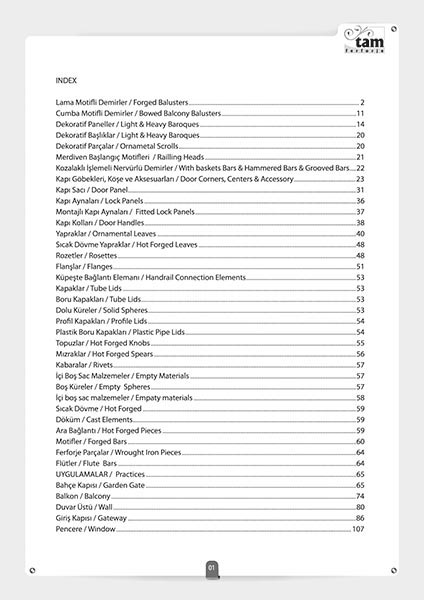 tam
ferforje
INDEX
Lama Motifli Demirler / Forged Balusters 2
Cumba Motifli Demirler / Bowed Balcony Balusters 11
Dekoratif Paneller / Light & Heavy Baroques 14
Dekoratif Başlıklar / Light & Heavy Baroques 20
Dekoratif Parçalar / Ornamental Scrolls 20
Merdiven Başlangıç Motifleri / Railling Heads 21
Kozalaklı İşlemeli Nervürlü Demirler / With baskets Bars & Hammered Bars & Grooved Bars 22
Kapı Göbekleri, Köşe ve Aksesuarları / Door Corners, Centers & Accessory 23
Kapı Sacı / Door Panel 31
Kapı Aynaları / Lock Panels 36
Montajlı Kapı Aynaları / Fitted Lock Panels 37
Kapı Kolları / Door Handles 38
Yapraklar / Ornamental Leaves 40
Sıcak Dövme Yapraklar / Hot Forged Leaves 48
Rozetler / Rosettes 48
Flanşlar / Flanges 51
Küpeşte Bağlantı Elemanı / Handrail Connection Elements 53
Kapaklar / Tube Lids 53
Boru Kapakları / Tube Lids 53
Dolu Küreler / Solid Spheres 53
Profil Kapakları / Profile Lids 54
Plastik Boru Kapakları / Plastic Pipe Lids 54
Topuzlar / Hot Forged Knobs 55
Mızraklar / Hot Forged Spears 56
Kabaralar / Rivets 57
İçi Boş Sac Malzemeler / Empty Materials 57
Boş Küreler / Empty Spheres 57
İçi boş sac malzemeler / Empaty materials 58
Sıcak Dövme / Hot Forged 59
Döküm / Cast Elements 59
Ara Bağlantı / Hot Forged Pieces 59
Motifler / Forged Bars 60
Ferforje Parçalar / Wrought Iron Pieces 64
Flütler / Flute Bars 64
UYGULAMALAR / Practices 65
Bahçe Kapısı / Garden Gate 65
Balkon / Balcony 74
Duvar Üstü / Wall 80
Giriş Kapısı / Gateway 86
Pencere / Window 107
01